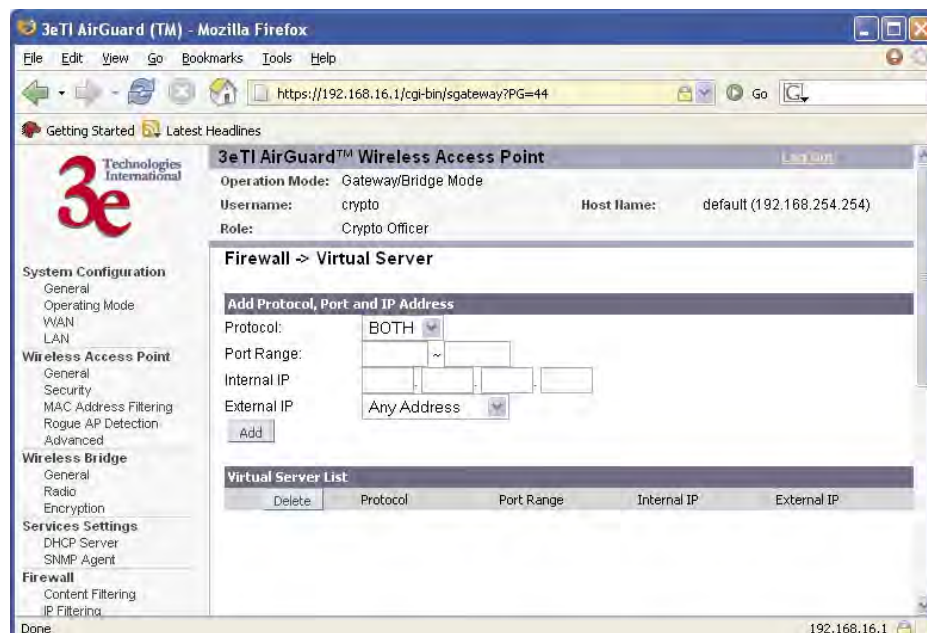 3eTI AirGuard (TM) - Mozilla Firefox
File Edit View Go Bookmarks Tools Help
https://192.168.16.1/cgi-bin/sgateway?PG=44 Go G
Getting Started Latest Headlines
3e Technologies International
3eTI AirGuard™ Wireless Access Point Log out
Operation Mode: Gateway/Bridge Mode
Username: crypto Host Name: default (192.168.254.254)
Role: Crypto Officer
System Configuration
General
Operating Mode
WAN
LAN
Wireless Access Point
General
Security
MAC Address Filtering
Rogue AP Detection
Advanced
Wireless Bridge
General
Radio
Encryption
Services Settings
DHCP Server
SNMP Agent
Firewall
Content Filtering
IP Filtering
Firewall -> Virtual Server
Add Protocol, Port and IP Address
Protocol: BOTH
Port Range: ~
Internal IP . . .
External IP Any Address
Add
Virtual Server List
Delete Protocol Port Range Internal IP External IP
Done 192.168.16.1